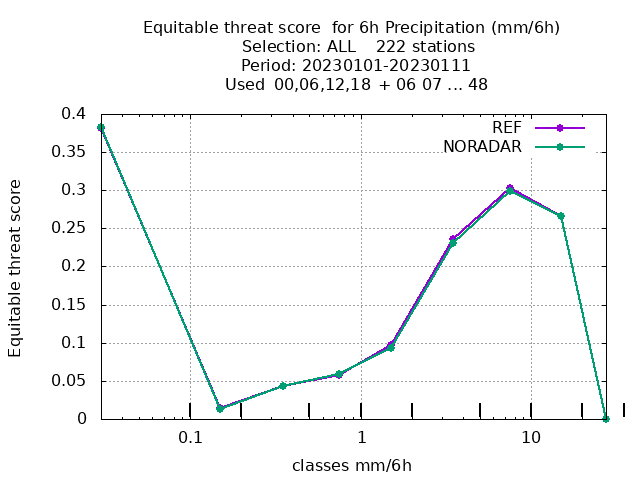 Equitable threat score  for 6h Precipitation (mm/6h)
Selection: ALL    222 stations
Period: 20230101-20230111
Used  00,06,12,18  + 06 07 ... 48
0.4
0.35
0.3
0.25
0.2
0.15
0.1
0.05
0
Equitable threat score
REF
NORADAR
0.1
1
10
classes mm/6h